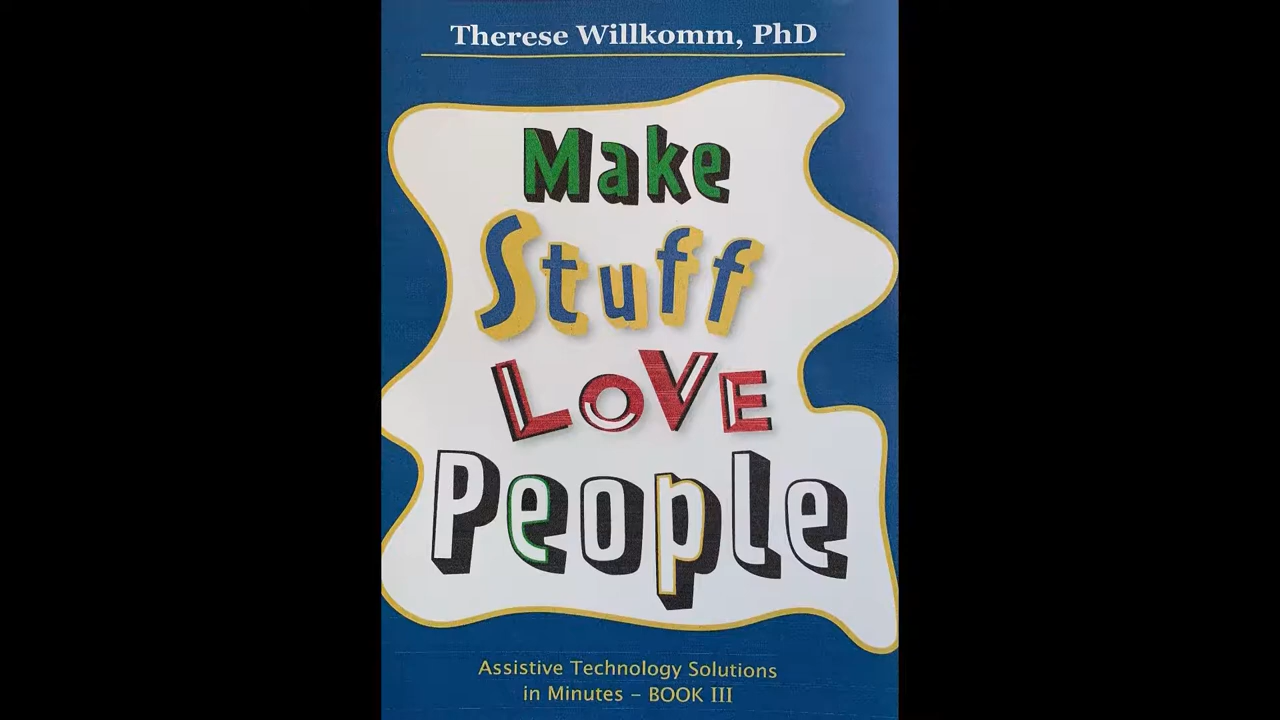 Therese Willkomm, PhD
Make
Stuff
LOVE
People
Assistive Technology Solutions
in Minutes – BOOK III